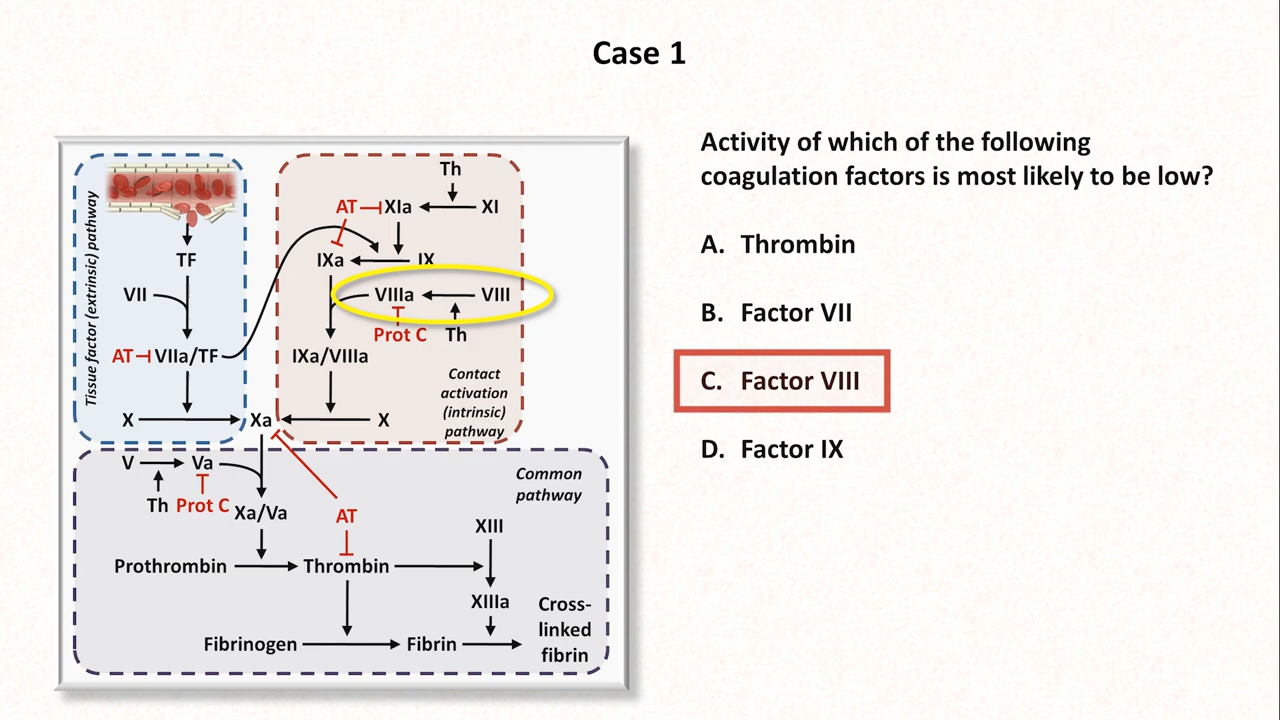 Case 1
Activity of which of the following
coagulation factors is most likely to be low?
A. Thrombin
B. Factor VII
C. Factor VIII
D. Factor IX
Tissue factor (extrinsic) pathway
TF
VII
AT
VIIa/TF
X
Xa
Th
AT
XIa
XI
IXa
IX
VIIIa
VIII
Prot C
Th
IXa/VIIIa
Contact
activation
(intrinsic)
pathway
X
V
Va
Th
Prot C
Xa/Va
Common
pathway
AT
XIII
Prothrombin
Thrombin
XIIIa
Cross-
linked
fibrin
Fibrinogen
Fibrin